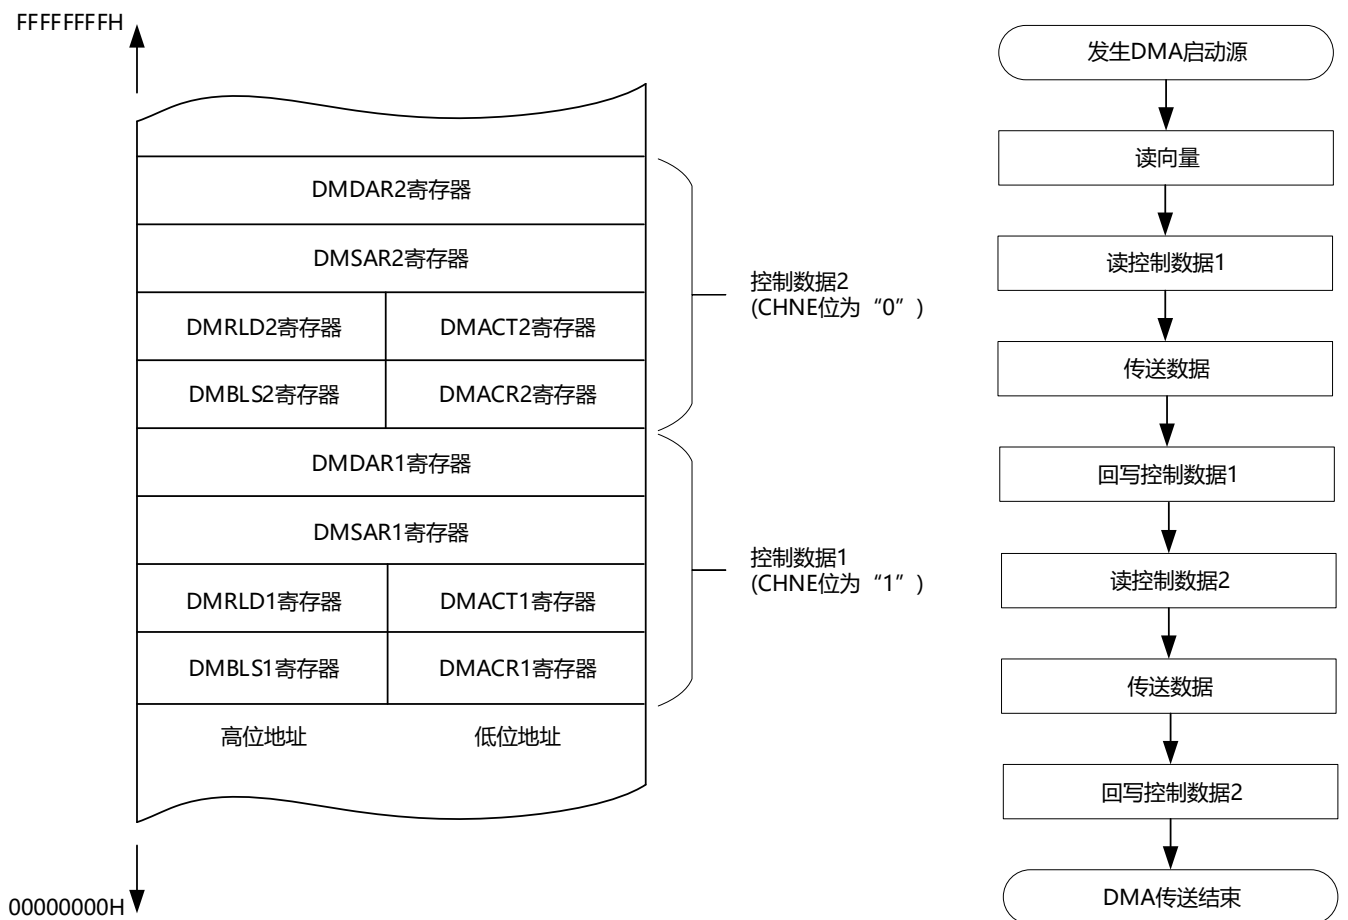 FFFFFFFFH
DMDAR2寄存器
DMSAR2寄存器
DMRLD2寄存器
DMACT2寄存器
DMBLS2寄存器
DMACR2寄存器
控制数据2
(CHNE位为“0”)
DMDAR1寄存器
DMSAR1寄存器
DMRLD1寄存器
DMACT1寄存器
DMBLS1寄存器
DMACR1寄存器
控制数据1
(CHNE位为“1”)
高位地址
低位地址
00000000H
发生DMA启动源
读向量
读控制数据1
传送数据
回写控制数据1
读控制数据2
传送数据
回写控制数据2
DMA传送结束